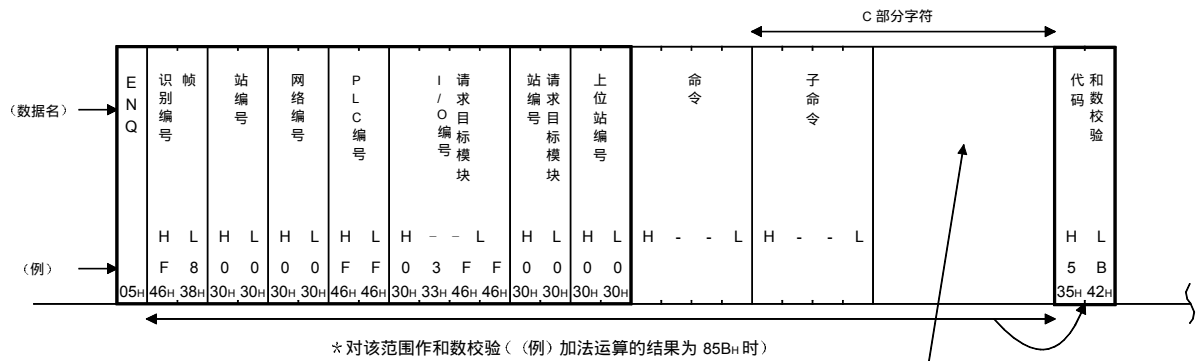 C 部分字符
（数据名）
ENQ
帧识别编号
站编号
网络编号
PLC编号
请求目标模块I/O编号
请求目标模块站编号
上位站编号
命令
子命令
和数校验代码
H L H L H L H L H - - L H L H L H - - L H - - L H L
（例）
F 8 0 0 0 0 F F 0 3 F F 0 0 0 0 5 B
05H 46H 38H 30H 30H 30H 30H 46H 46H 30H 33H 46H 46H 30H 30H 30H 30H 35H 42H
＊对该范围作和数校验（（例）加法运算的结果为 85BH 时）